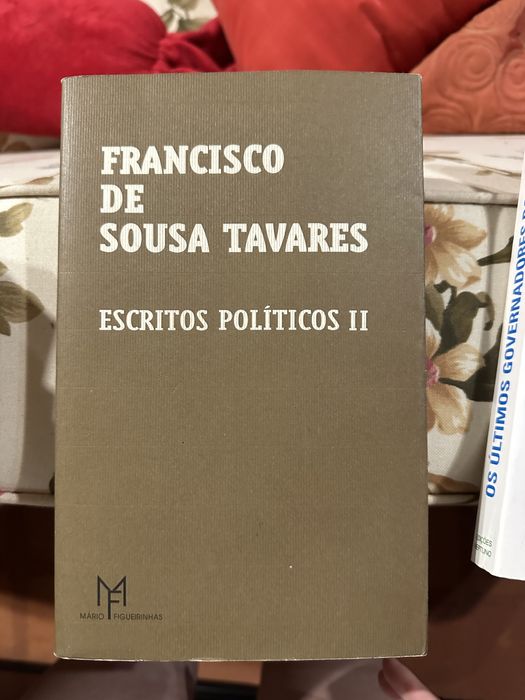 FRANCISCO
DE
SOUSA TAVARES
ESCRITOS POLÍTICOS II
MF
MÁRIO FIGUEIRINHAS
OS ÚLTIMOS GOVERNADORES